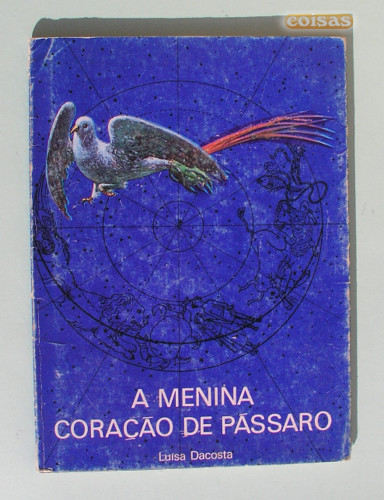 coisas
A MENINA
CORAÇÃO DE PÁSSARO
Luísa Dacosta